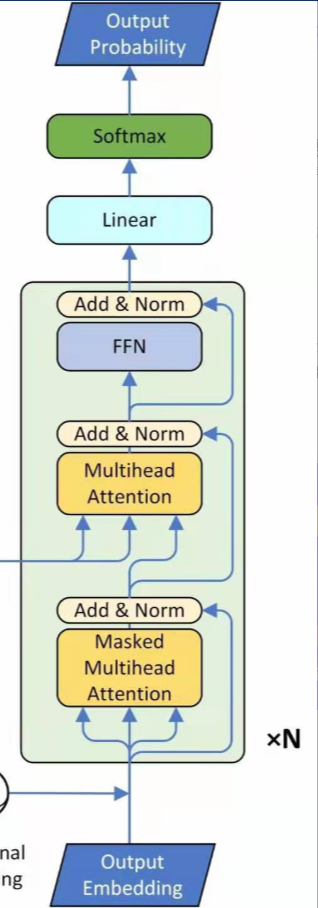 Output
Probability
Softmax
Linear
Add & Norm
FFN
Add & Norm
Multihead
Attention
Add & Norm
Masked
Multihead
Attention
×N
nal
ng
Output
Embedding